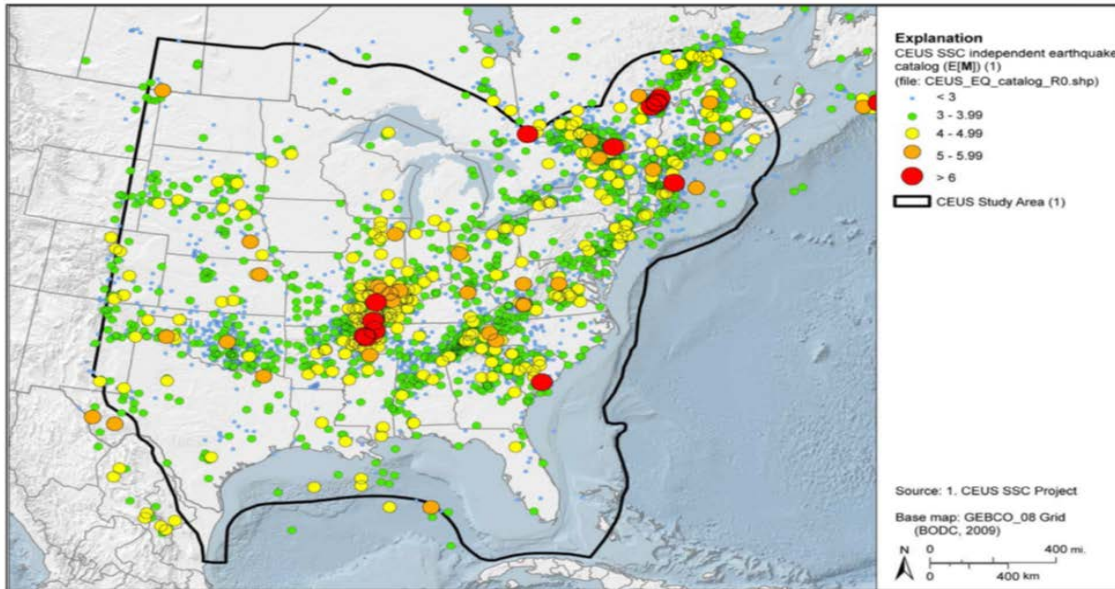 Explanation
CEUS SSC independent earthquake
catalog (E[M]) (1)
(file: CEUS_EQ_catalog_R0.shp)
< 3
3 - 3.99
4 - 4.99
5 - 5.99
> 6
CEUS Study Area (1)
Source: 1. CEUS SSC Project
Base map: GEBCO_08 Grid
(BODC, 2009)
N
0 400 mi.
0 400 km